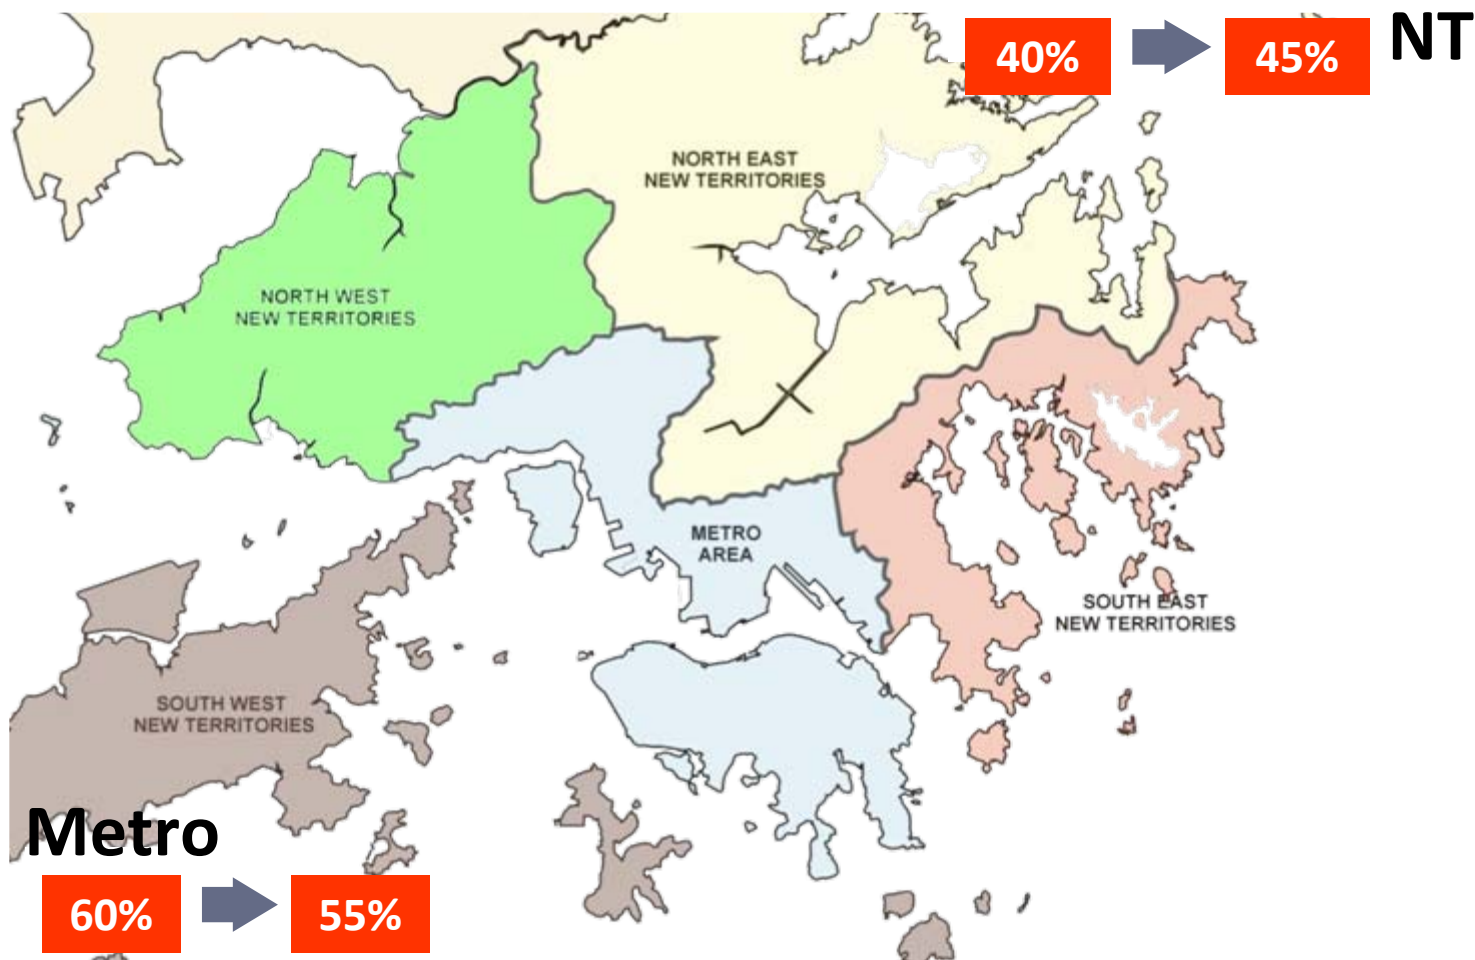 40%
45%
NT
NORTH EAST
NEW TERRITORIES
NORTH WEST
NEW TERRITORIES
METRO
AREA
SOUTH EAST
NEW TERRITORIES
SOUTH WEST
NEW TERRITORIES
Metro
60%
55%